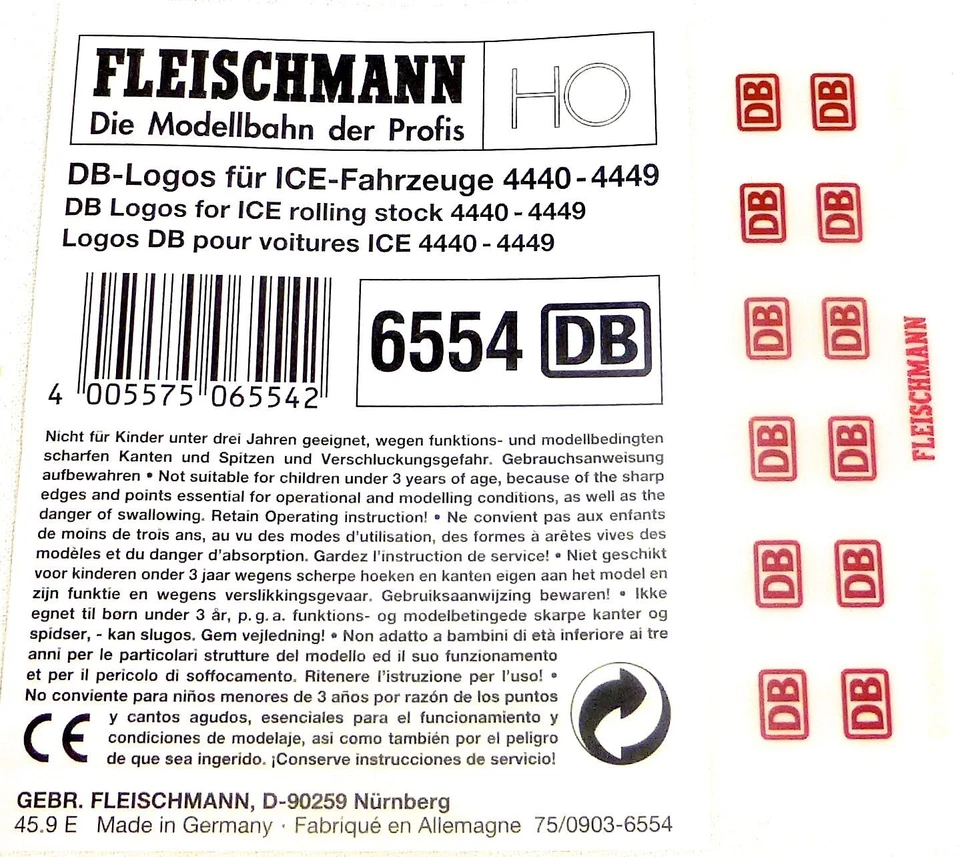 FLEISCHMANN
Die Modellbahn der Profis
HO
DB-Logos für ICE-Fahrzeuge 4440-4449
DB Logos for ICE rolling stock 4440-4449
Logos DB pour voitures ICE 4440-4449
4 005575 065542
6554 DB
Nicht für Kinder unter drei Jahren geeignet, wegen funktions- und modellbedingten
scharfen Kanten und Spitzen und Verschluckungsgefahr. Gebrauchsanweisung
aufbewahren • Not suitable for children under 3 years of age, because of the sharp
edges and points essential for operational and modelling conditions, as well as the
danger of swallowing. Retain Operating instruction! • Ne convient pas aux enfants
de moins de trois ans, au vu des modes d'utilisation, des formes à arêtes vives des
modèles et du danger d'absorption. Gardez l'instruction de service! • Niet geschikt
voor kinderen onder 3 jaar wegens scherpe hoeken en kanten eigen aan het model en
zijn funktie en wegens verslikkingsgevaar. Gebruiksaanwijzing bewaren! • Ikke
egnet til børn under 3 år, p.g.a. funktions- og modelbetingede skarpe kanter og
spidser, - kan slugos. Gem vejledning! • Non adatto a bambini di età inferiore ai tre
anni per le particolari strutture del modello ed il suo funzionamento
et per il pericolo di soffocamento. Ritenere l'istruzione per l'uso! •
No conviente para niños menores de 3 años por razón de los puntos
y cantos agudos, esenciales para el funcionamiento y
condiciones de modelaje, asi como también por el peligro
de que sea ingerido. ¡Conserve instrucciones de servicio!
CE
GEBR. FLEISCHMANN, D-90259 Nürnberg
45.9 E Made in Germany · Fabriqué en Allemagne 75/0903-6554
DB DB
DB DB
DB DB
DB DB
DB DB
DB DB
FLEISCHMANN